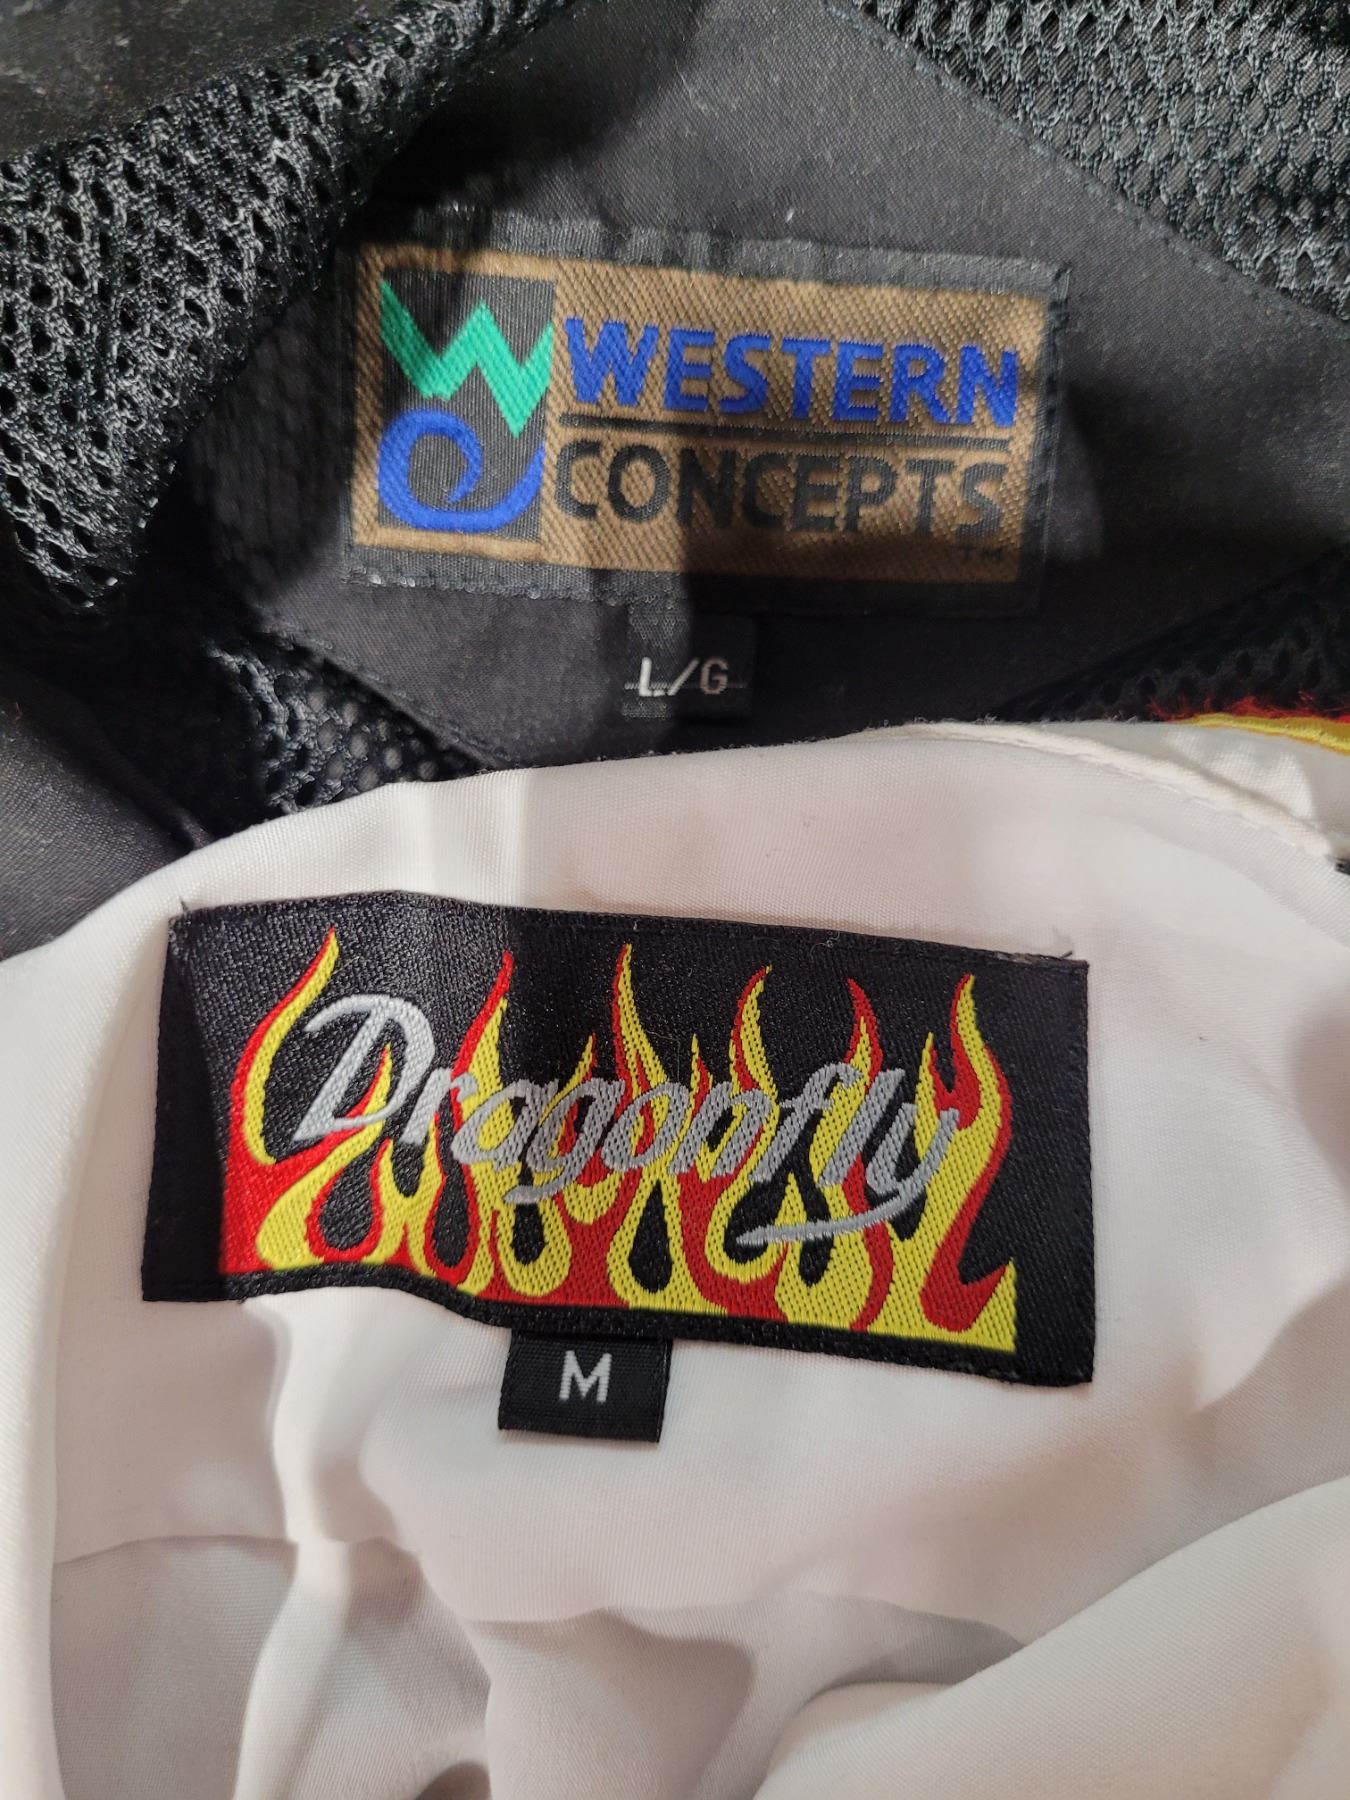 WESTERN
CONCEPTS
TM
L/G
Dragonfly
M